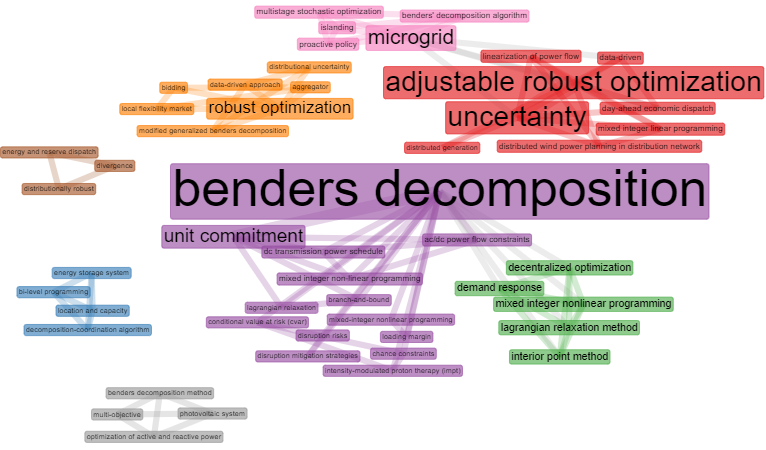 multistage stochastic optimization
benders' decomposition algorithm
islanding
microgrid
proactive policy
linearization of power flow
data-driven
distributional uncertainty
adjustable robust optimization
bidding
data-driven approach
aggregator
local flexibility market
robust optimization
day-ahead economic dispatch
uncertainty
mixed integer linear programming
modified generalized benders decomposition
distributed generation
distributed wind power planning in distribution network
energy and reserve dispatch
divergence
distributionally robust
benders decomposition
unit commitment
ac/dc power flow constraints
dc transmission power schedule
decentralized optimization
energy storage system
mixed integer non-linear programming
demand response
bi-level programming
branch-and-bound
mixed integer nonlinear programming
location and capacity
lagrangian relaxation
conditional value at risk (cvar)
mixed-integer nonlinear programming
lagrangian relaxation method
decomposition-coordination algorithm
disruption risks
loading margin
disruption mitigation strategies
chance constraints
interior point method
intensity-modulated proton therapy (impt)
benders decomposition method
multi-objective
photovoltaic system
optimization of active and reactive power